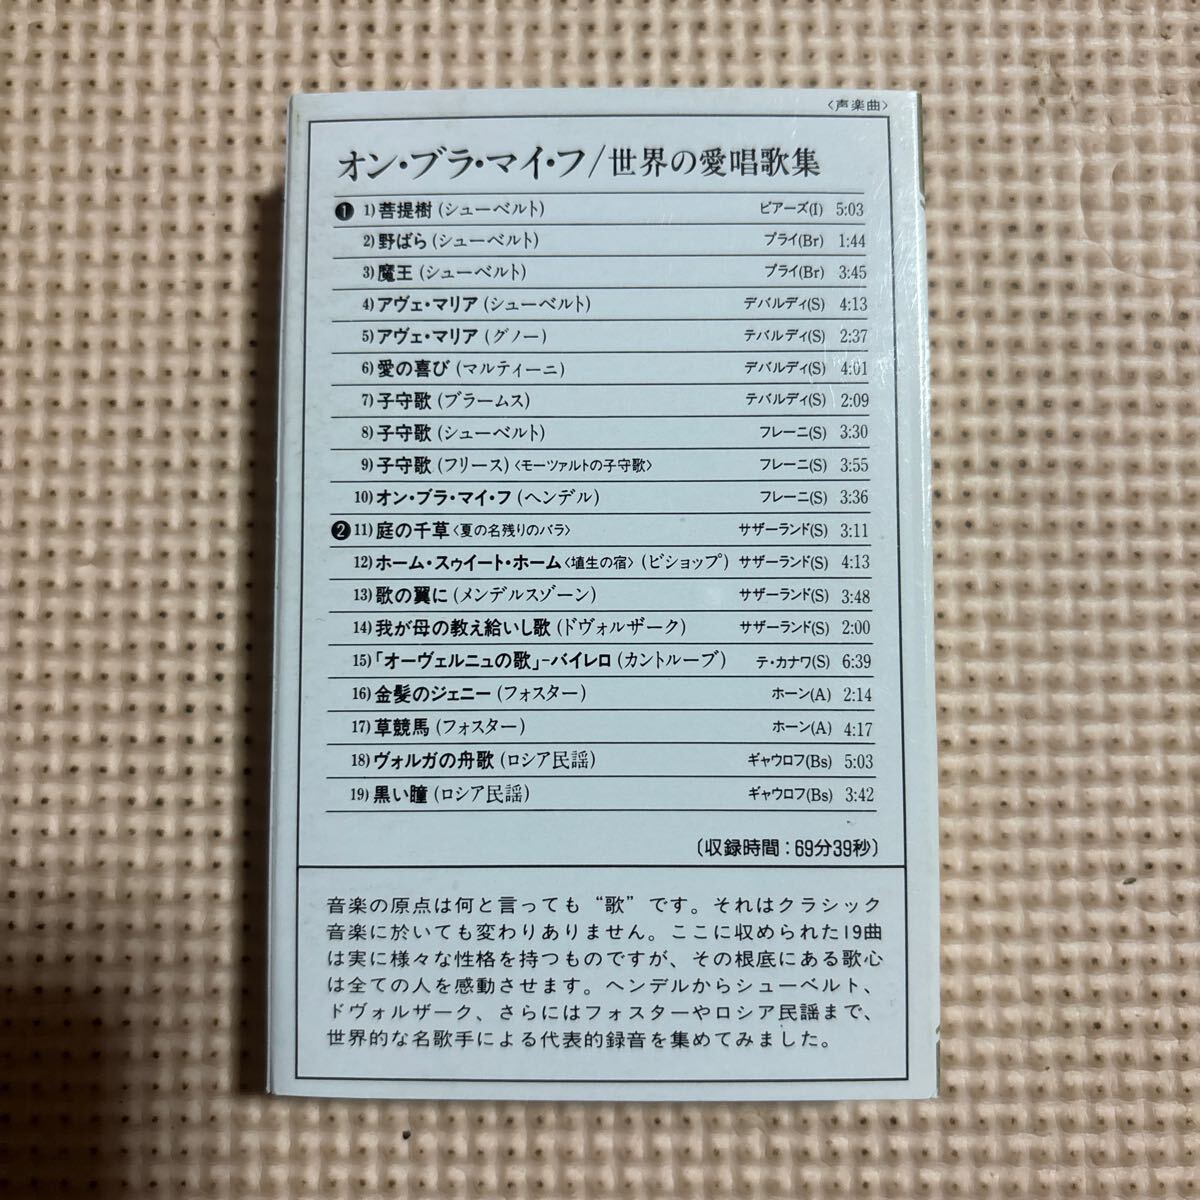 〈声楽曲〉
オン・ブラ・マイ・フ/世界の愛唱歌集
❶ 1) 菩提樹 (シューベルト) ピアーズ(I) 5:03
2) 野ばら (シューベルト) プライ(Br) 1:44
3) 魔王 (シューベルト) プライ(Br) 3:45
4) アヴェ・マリア (シューベルト) デバルディ(S) 4:13
5) アヴェ・マリア (グノー) テバルディ(S) 2:37
6) 愛の喜び (マルティーニ) デバルディ(S) 4:01
7) 子守歌 (ブラームス) テバルディ(S) 2:09
8) 子守歌 (シューベルト) フレーニ(S) 3:30
9) 子守歌 (フリース) 〈モーツァルトの子守歌〉 フレーニ(S) 3:55
10) オン・ブラ・マイ・フ (ヘンデル) フレーニ(S) 3:36
❷ 11) 庭の千草 〈夏の名残りのバラ〉 サザーランド(S) 3:11
12) ホーム・スゥイート・ホーム 〈埴生の宿〉 (ビショップ) サザーランド(S) 4:13
13) 歌の翼に (メンデルスゾーン) サザーランド(S) 3:48
14) 我が母の教え給いし歌 (ドヴォルザーク) サザーランド(S) 2:00
15) 「オーヴェルニュの歌」-バイレロ (カントルーブ) テ・カナワ(S) 6:39
16) 金髪のジェニー (フォスター) ホーン(A) 2:14
17) 草競馬 (フォスター) ホーン(A) 4:17
18) ヴォルガの舟歌 (ロシア民謡) ギャウロフ(Bs) 5:03
19) 黒い瞳 (ロシア民謡) ギャウロフ(Bs) 3:42
〔収録時間：69分39秒〕
音楽の原点は何と言っても“歌”です。それはクラシック
音楽に於いても変わりありません。ここに収められた19曲
は実に様々な性格を持つものですが、その根底にある歌心
は全ての人を感動させます。ヘンデルからシューベルト、
ドヴォルザーク、さらにはフォスターやロシア民謡まで、
世界的な名歌手による代表的録音を集めてみました。